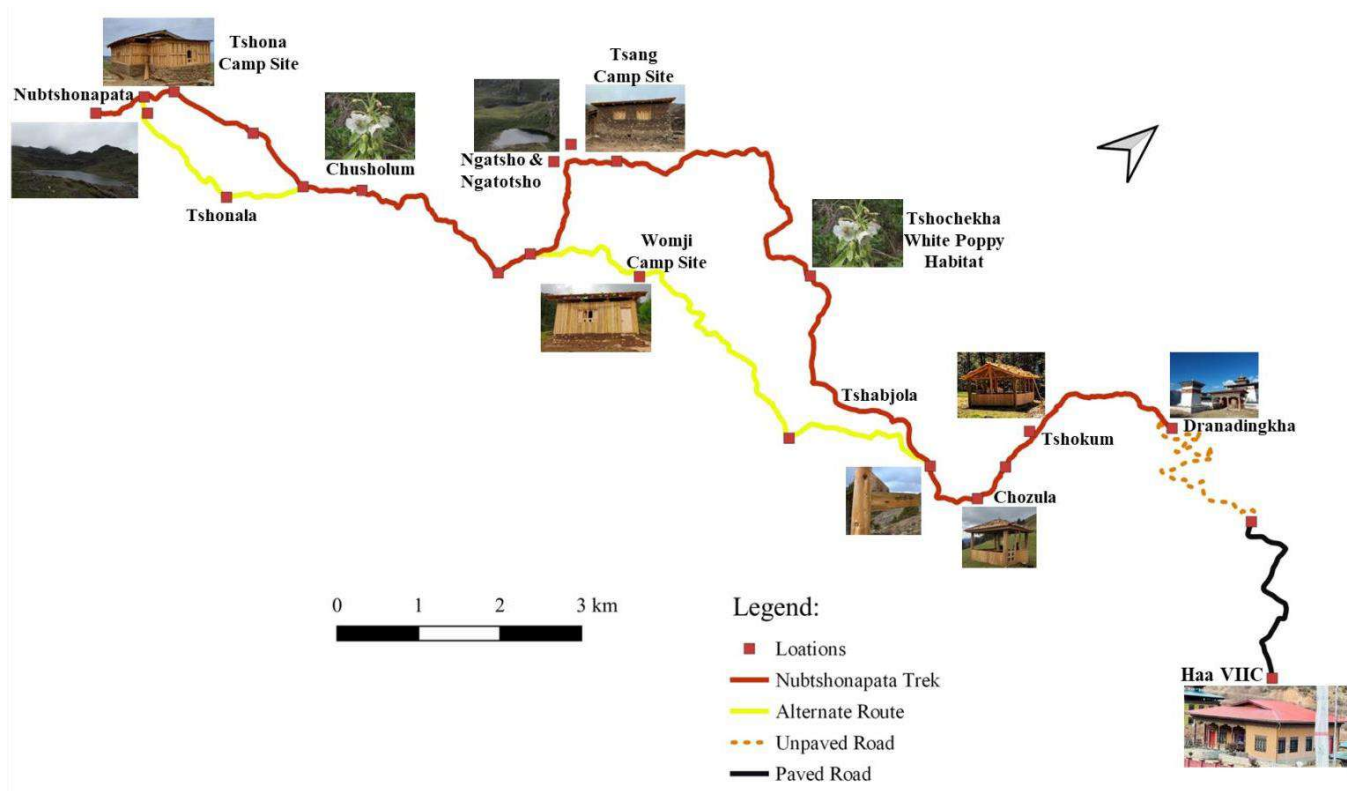 Tshona
Camp Site
Nubtshonapata
Tshonala
Chusholum
Ngatsho &
Ngatotsho
Tsang
Camp Site
Womji
Camp Site
Tshochekha
White Poppy
Habitat
Tshabjola
Tshokum
Chozula
Dranadingkha
Haa VIIC
0 1 2 3 km
Legend:
Loations
Nubtshonapata Trek
Alternate Route
Unpaved Road
Paved Road